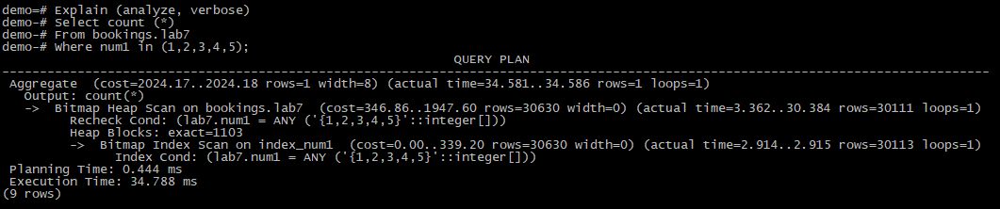 demo=# Explain (analyze, verbose)
demo-# Select count (*)
demo-# From bookings.lab7
demo-# Where num1 in (1,2,3,4,5);
QUERY PLAN
-----------------------------------------------------------------------------------------------------------------------------------
Aggregate  (cost=2024.17..2024.18 rows=1 width=8) (actual time=34.581..34.586 rows=1 loops=1)
Output: count(*)
->  Bitmap Heap Scan on bookings.lab7  (cost=346.86..1947.60 rows=30630 width=0) (actual time=3.362..30.384 rows=30111 loops=1)
Recheck Cond: (lab7.num1 = ANY ('{1,2,3,4,5}'::integer[]))
Heap Blocks: exact=1103
->  Bitmap Index Scan on index_num1  (cost=0.00..339.20 rows=30630 width=0) (actual time=2.914..2.915 rows=30113 loops=1)
Index Cond: (lab7.num1 = ANY ('{1,2,3,4,5}'::integer[]))
Planning Time: 0.444 ms
Execution Time: 34.788 ms
(9 rows)